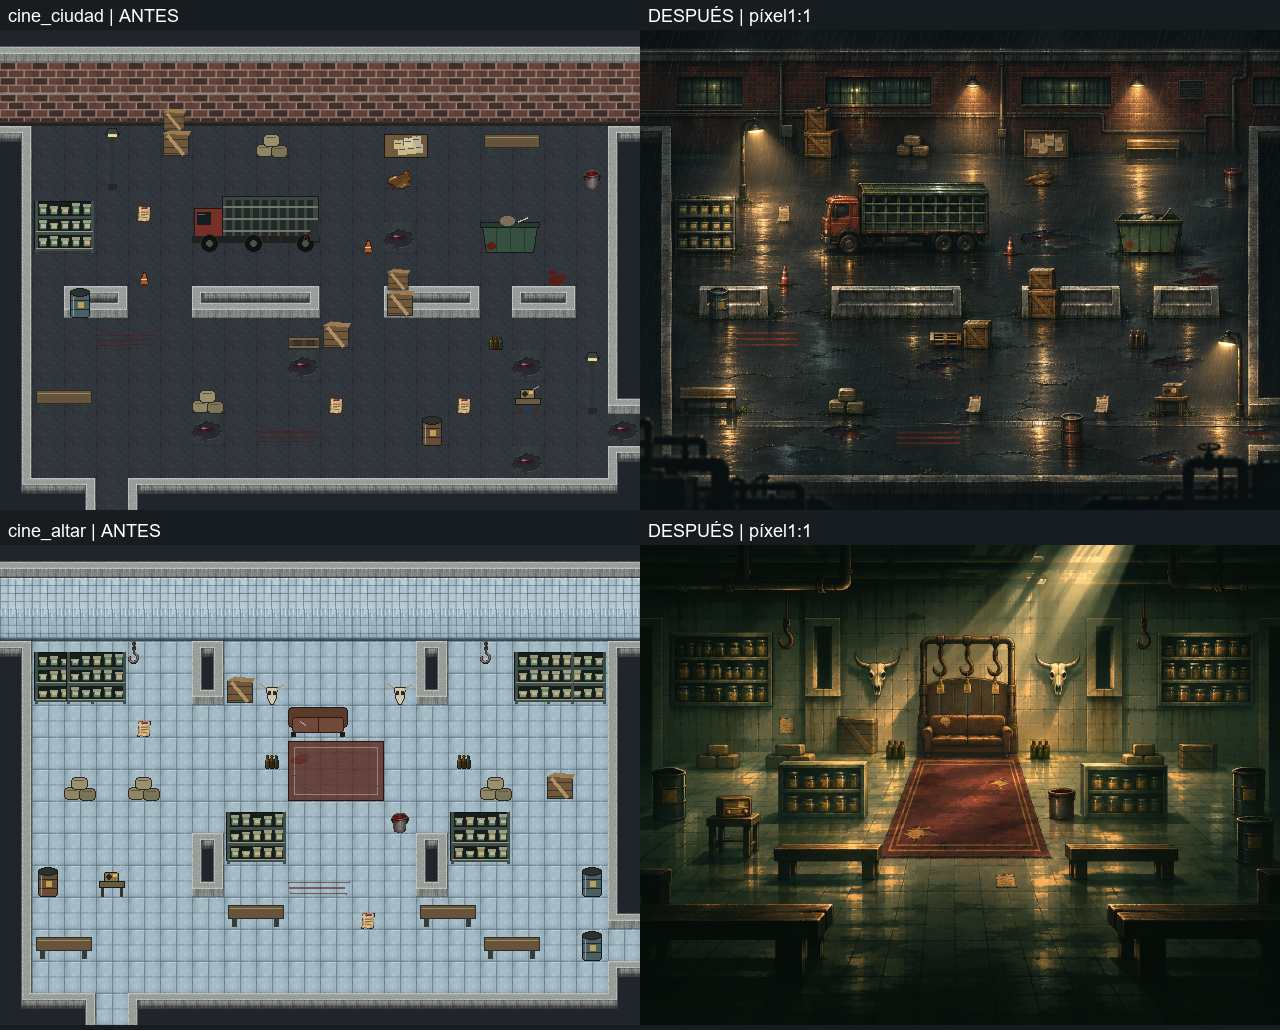 cine_ciudad | ANTES
DESPUÉS | píxel1:1
cine_altar | ANTES
DESPUÉS | píxel1:1